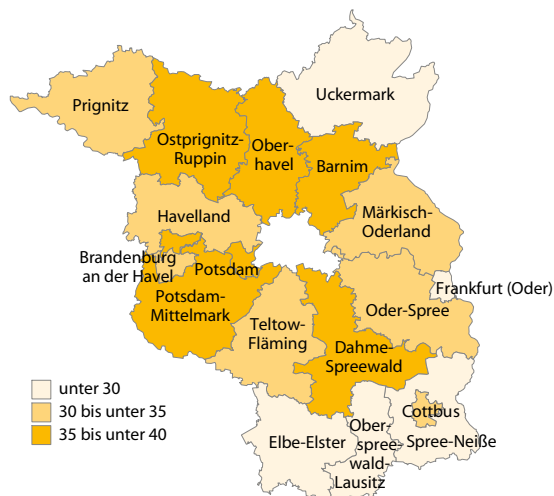 Uckermark
Prignitz
Ostprignitz-
Ruppin
Ober-
havel
Barnim
Havelland
Märkisch-
Oderland
Brandenburg
an der Havel
Potsdam
Frankfurt (Oder)
Potsdam-
Mittelmark
Oder-Spree
Teltow-
Fläming
Dahme-
Spreewald
unter 30
30 bis unter 35
35 bis unter 40
Cottbus
Elbe-Elster
Ober-
spree-
wald-
Lausitz
Spree-Neiße